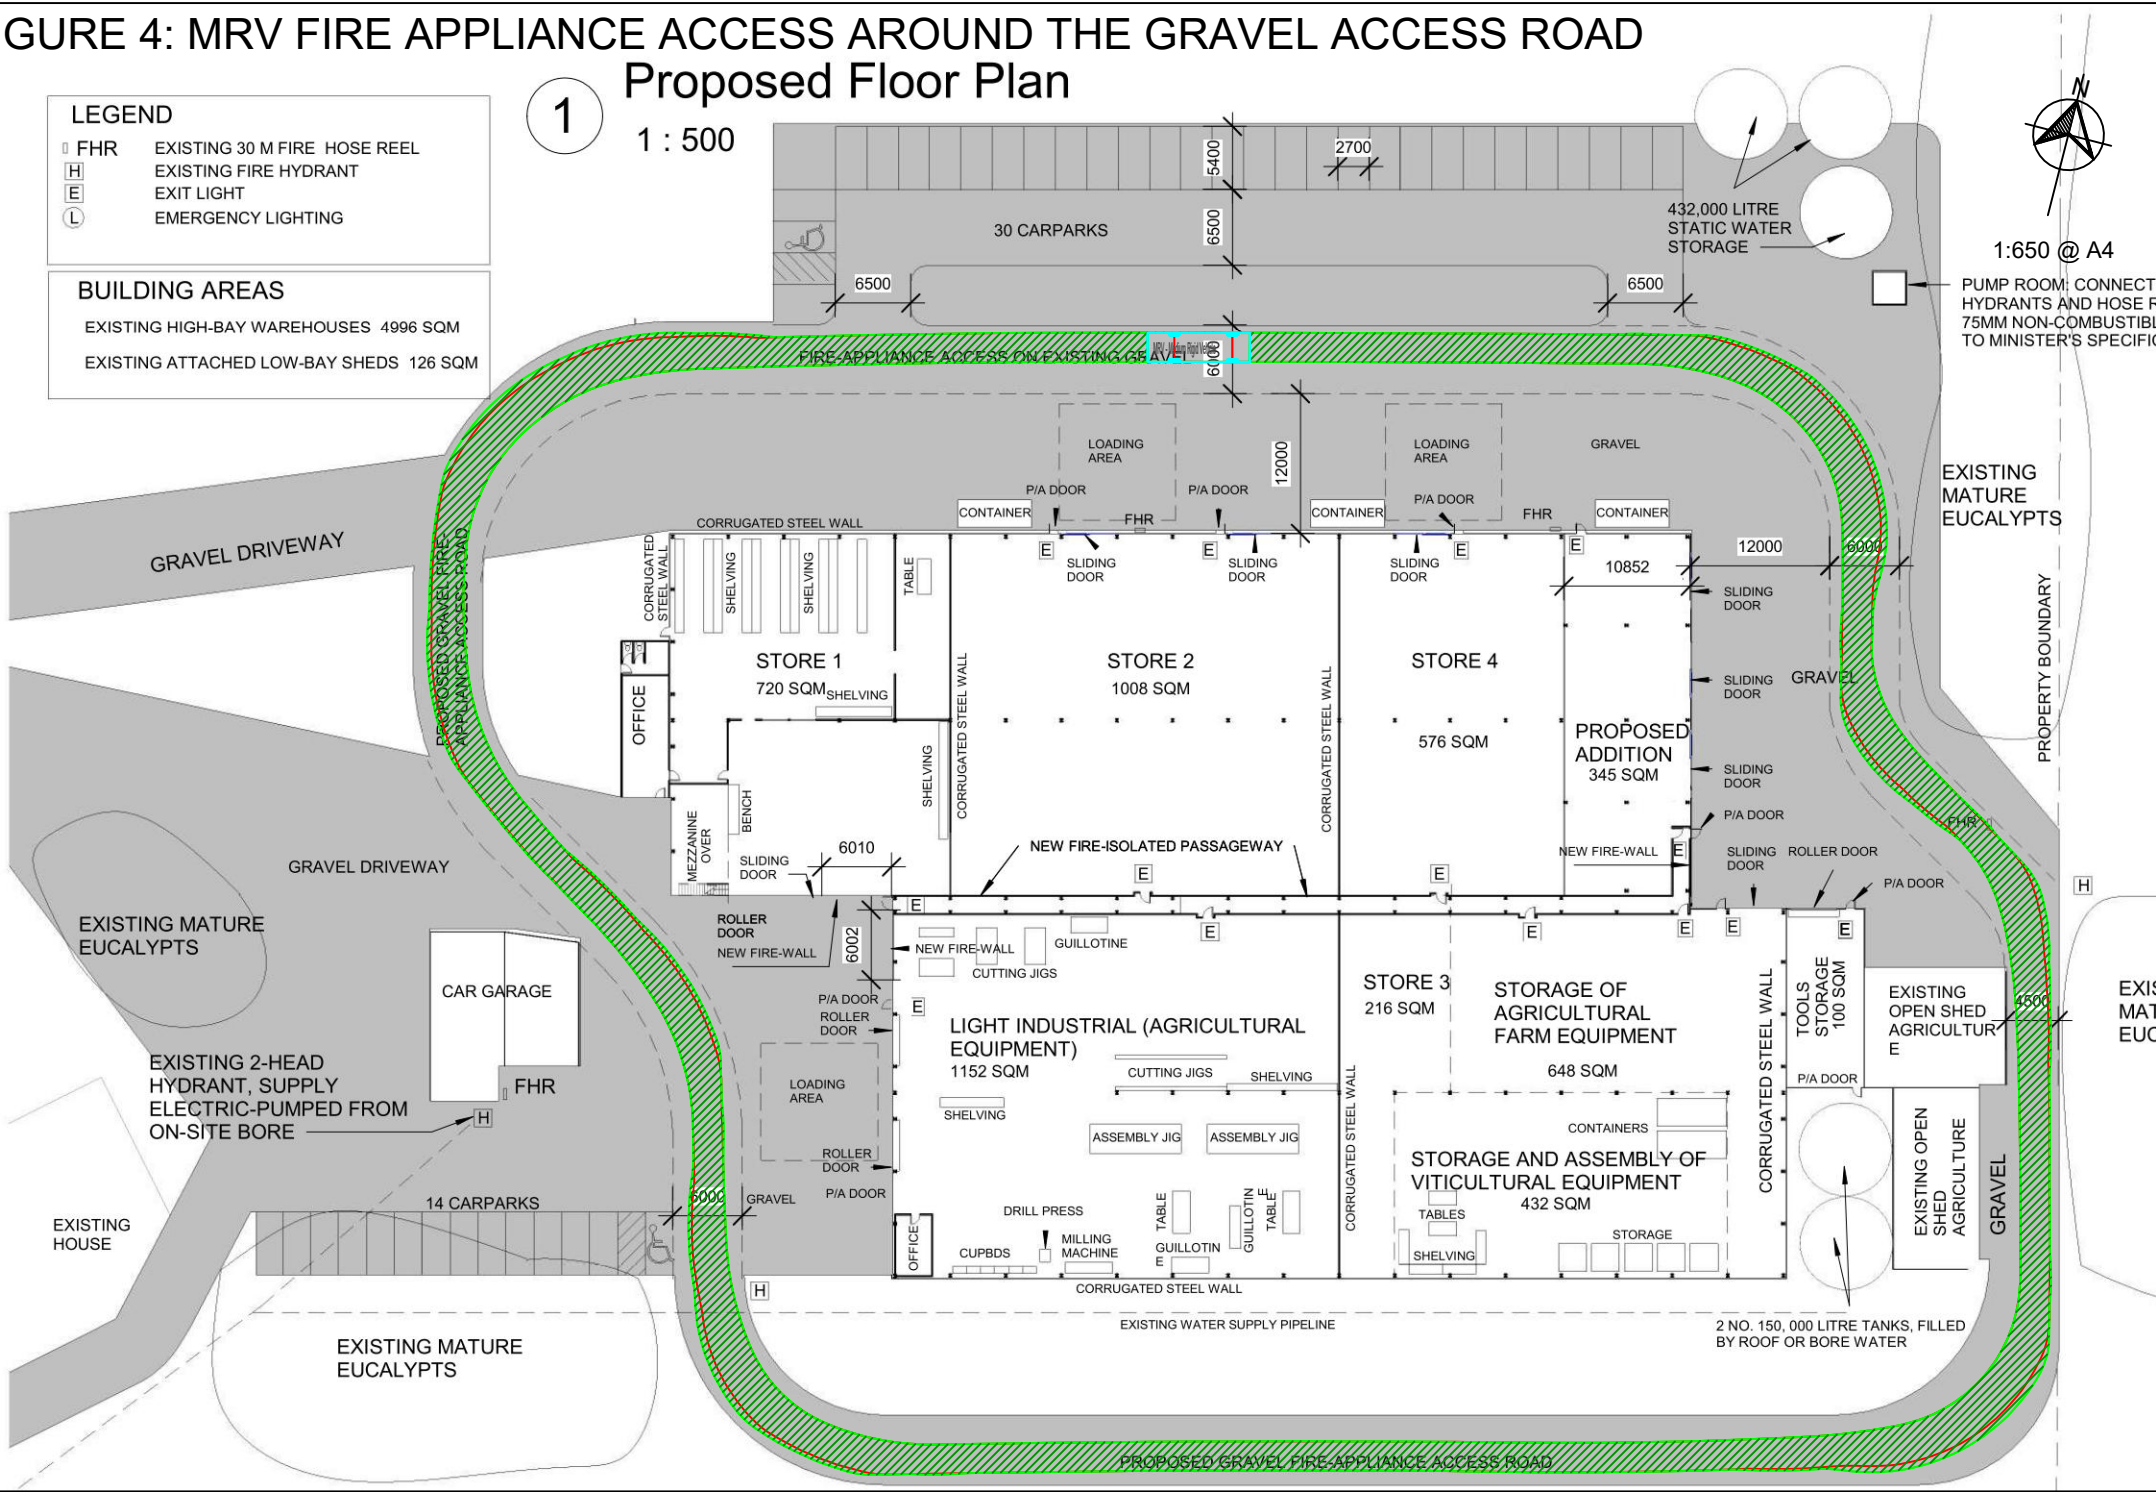 GURE 4: MRV FIRE APPLIANCE ACCESS AROUND THE GRAVEL ACCESS ROAD
1
Proposed Floor Plan
1 : 500
LEGEND
FHR EXISTING 30 M FIRE HOSE REEL
H EXISTING FIRE HYDRANT
E EXIT LIGHT
L EMERGENCY LIGHTING
BUILDING AREAS
EXISTING HIGH-BAY WAREHOUSES 4996 SQM
EXISTING ATTACHED LOW-BAY SHEDS 126 SQM
N
1:650 @ A4
5400
2700
6500
30 CARPARKS
6500
6500
432,000 LITRE
STATIC WATER
STORAGE
PUMP ROOM: CONNECT
HYDRANTS AND HOSE R
75MM NON-COMBUSTIBL
TO MINISTER'S SPECIFIC
FIRE-APPLIANCE ACCESS ON EXISTING GRAVEL
6000
LOADING
AREA
12000
LOADING
AREA
GRAVEL
P/A DOOR
P/A DOOR
P/A DOOR
CONTAINER
FHR
CONTAINER
FHR
CONTAINER
CORRUGATED STEEL WALL
EXISTING
MATURE
EUCALYPTS
GRAVEL DRIVEWAY
PROPOSED GRAVEL FIRE-
APPLIANCE ACCESS ROAD
CORRUGATED
STEEL WALL
SHELVING
SHELVING
TABLE
E
SLIDING
DOOR
E
SLIDING
DOOR
SLIDING
DOOR
E
E
10852
12000
6000
SLIDING
DOOR
PROPERTY BOUNDARY
STORE 1
720 SQM
SHELVING
STORE 2
1008 SQM
STORE 4
576 SQM
SLIDING
DOOR
GRAVEL
OFFICE
CORRUGATED STEEL WALL
CORRUGATED STEEL WALL
PROPOSED
ADDITION
345 SQM
SLIDING
DOOR
SHELVING
BENCH
MEZZANINE
OVER
P/A DOOR
FHR
6010
SLIDING
DOOR
NEW FIRE-ISOLATED PASSAGEWAY
NEW FIRE-WALL
E
SLIDING
DOOR
ROLLER DOOR
GRAVEL DRIVEWAY
E
E
P/A DOOR
H
EXISTING MATURE
EUCALYPTS
ROLLER
DOOR
NEW FIRE-WALL
6002
E
NEW FIRE-WALL
GUILLOTINE
CUTTING JIGS
E
E
E
E
E
CAR GARAGE
P/A DOOR
ROLLER
DOOR
E
LIGHT INDUSTRIAL (AGRICULTURAL
EQUIPMENT)
1152 SQM
STORE 3
216 SQM
STORAGE OF
AGRICULTURAL
FARM EQUIPMENT
648 SQM
CORRUGATED STEEL WALL
TOOLS
STORAGE
100 SQM
EXISTING
OPEN SHED
AGRICULTUR
E
4500
EXIS
MAT
EUC
EXISTING 2-HEAD
HYDRANT, SUPPLY
ELECTRIC-PUMPED FROM
ON-SITE BORE
FHR
H
LOADING
AREA
CUTTING JIGS
SHELVING
SHELVING
P/A DOOR
CORRUGATED STEEL WALL
ASSEMBLY JIG
ASSEMBLY JIG
CONTAINERS
ROLLER
DOOR
P/A DOOR
STORAGE AND ASSEMBLY OF
VITICULTURAL EQUIPMENT
432 SQM
EXISTING OPEN
SHED
AGRICULTURE
GRAVEL
14 CARPARKS
6000
GRAVEL
EXISTING
HOUSE
OFFICE
DRILL PRESS
CUPBDS
MILLING
MACHINE
TABLE
GUILLOTIN
E
GUILLOTIN
E
TABLE
TABLES
SHELVING
STORAGE
H
CORRUGATED STEEL WALL
EXISTING WATER SUPPLY PIPELINE
2 NO. 150, 000 LITRE TANKS, FILLED
BY ROOF OR BORE WATER
EXISTING MATURE
EUCALYPTS
PROPOSED GRAVEL FIRE-APPLIANCE ACCESS ROAD